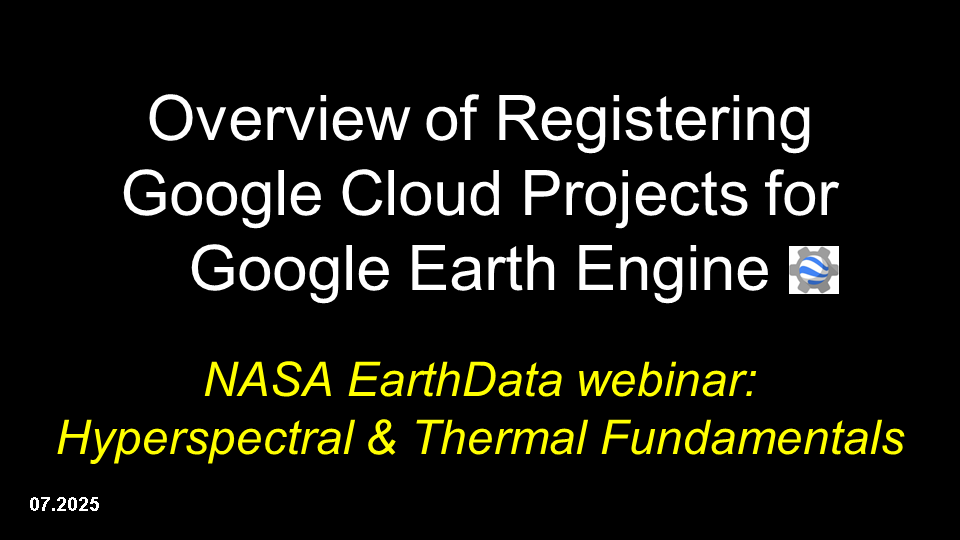 Overview of Registering
Google Cloud Projects for
Google Earth Engine
NASA EarthData webinar:
Hyperspectral & Thermal Fundamentals
07.2025